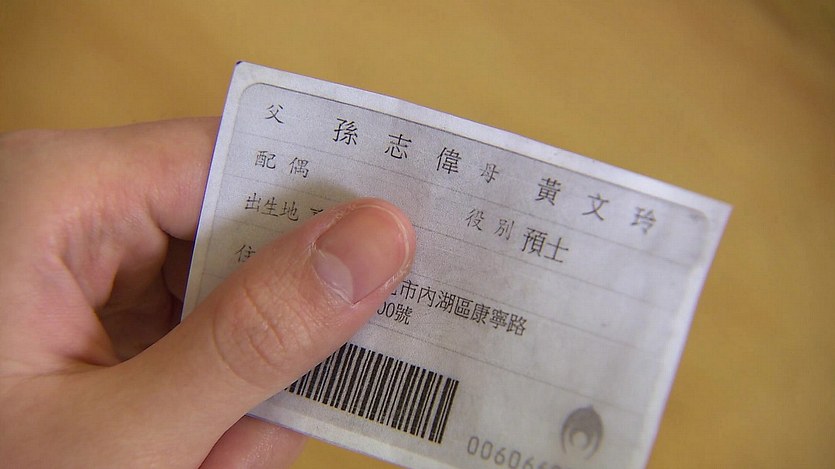 父 孫志偉 母 黃文玲
配偶
出生地 役別 預士
住
市內湖區康寧路
00號
00606